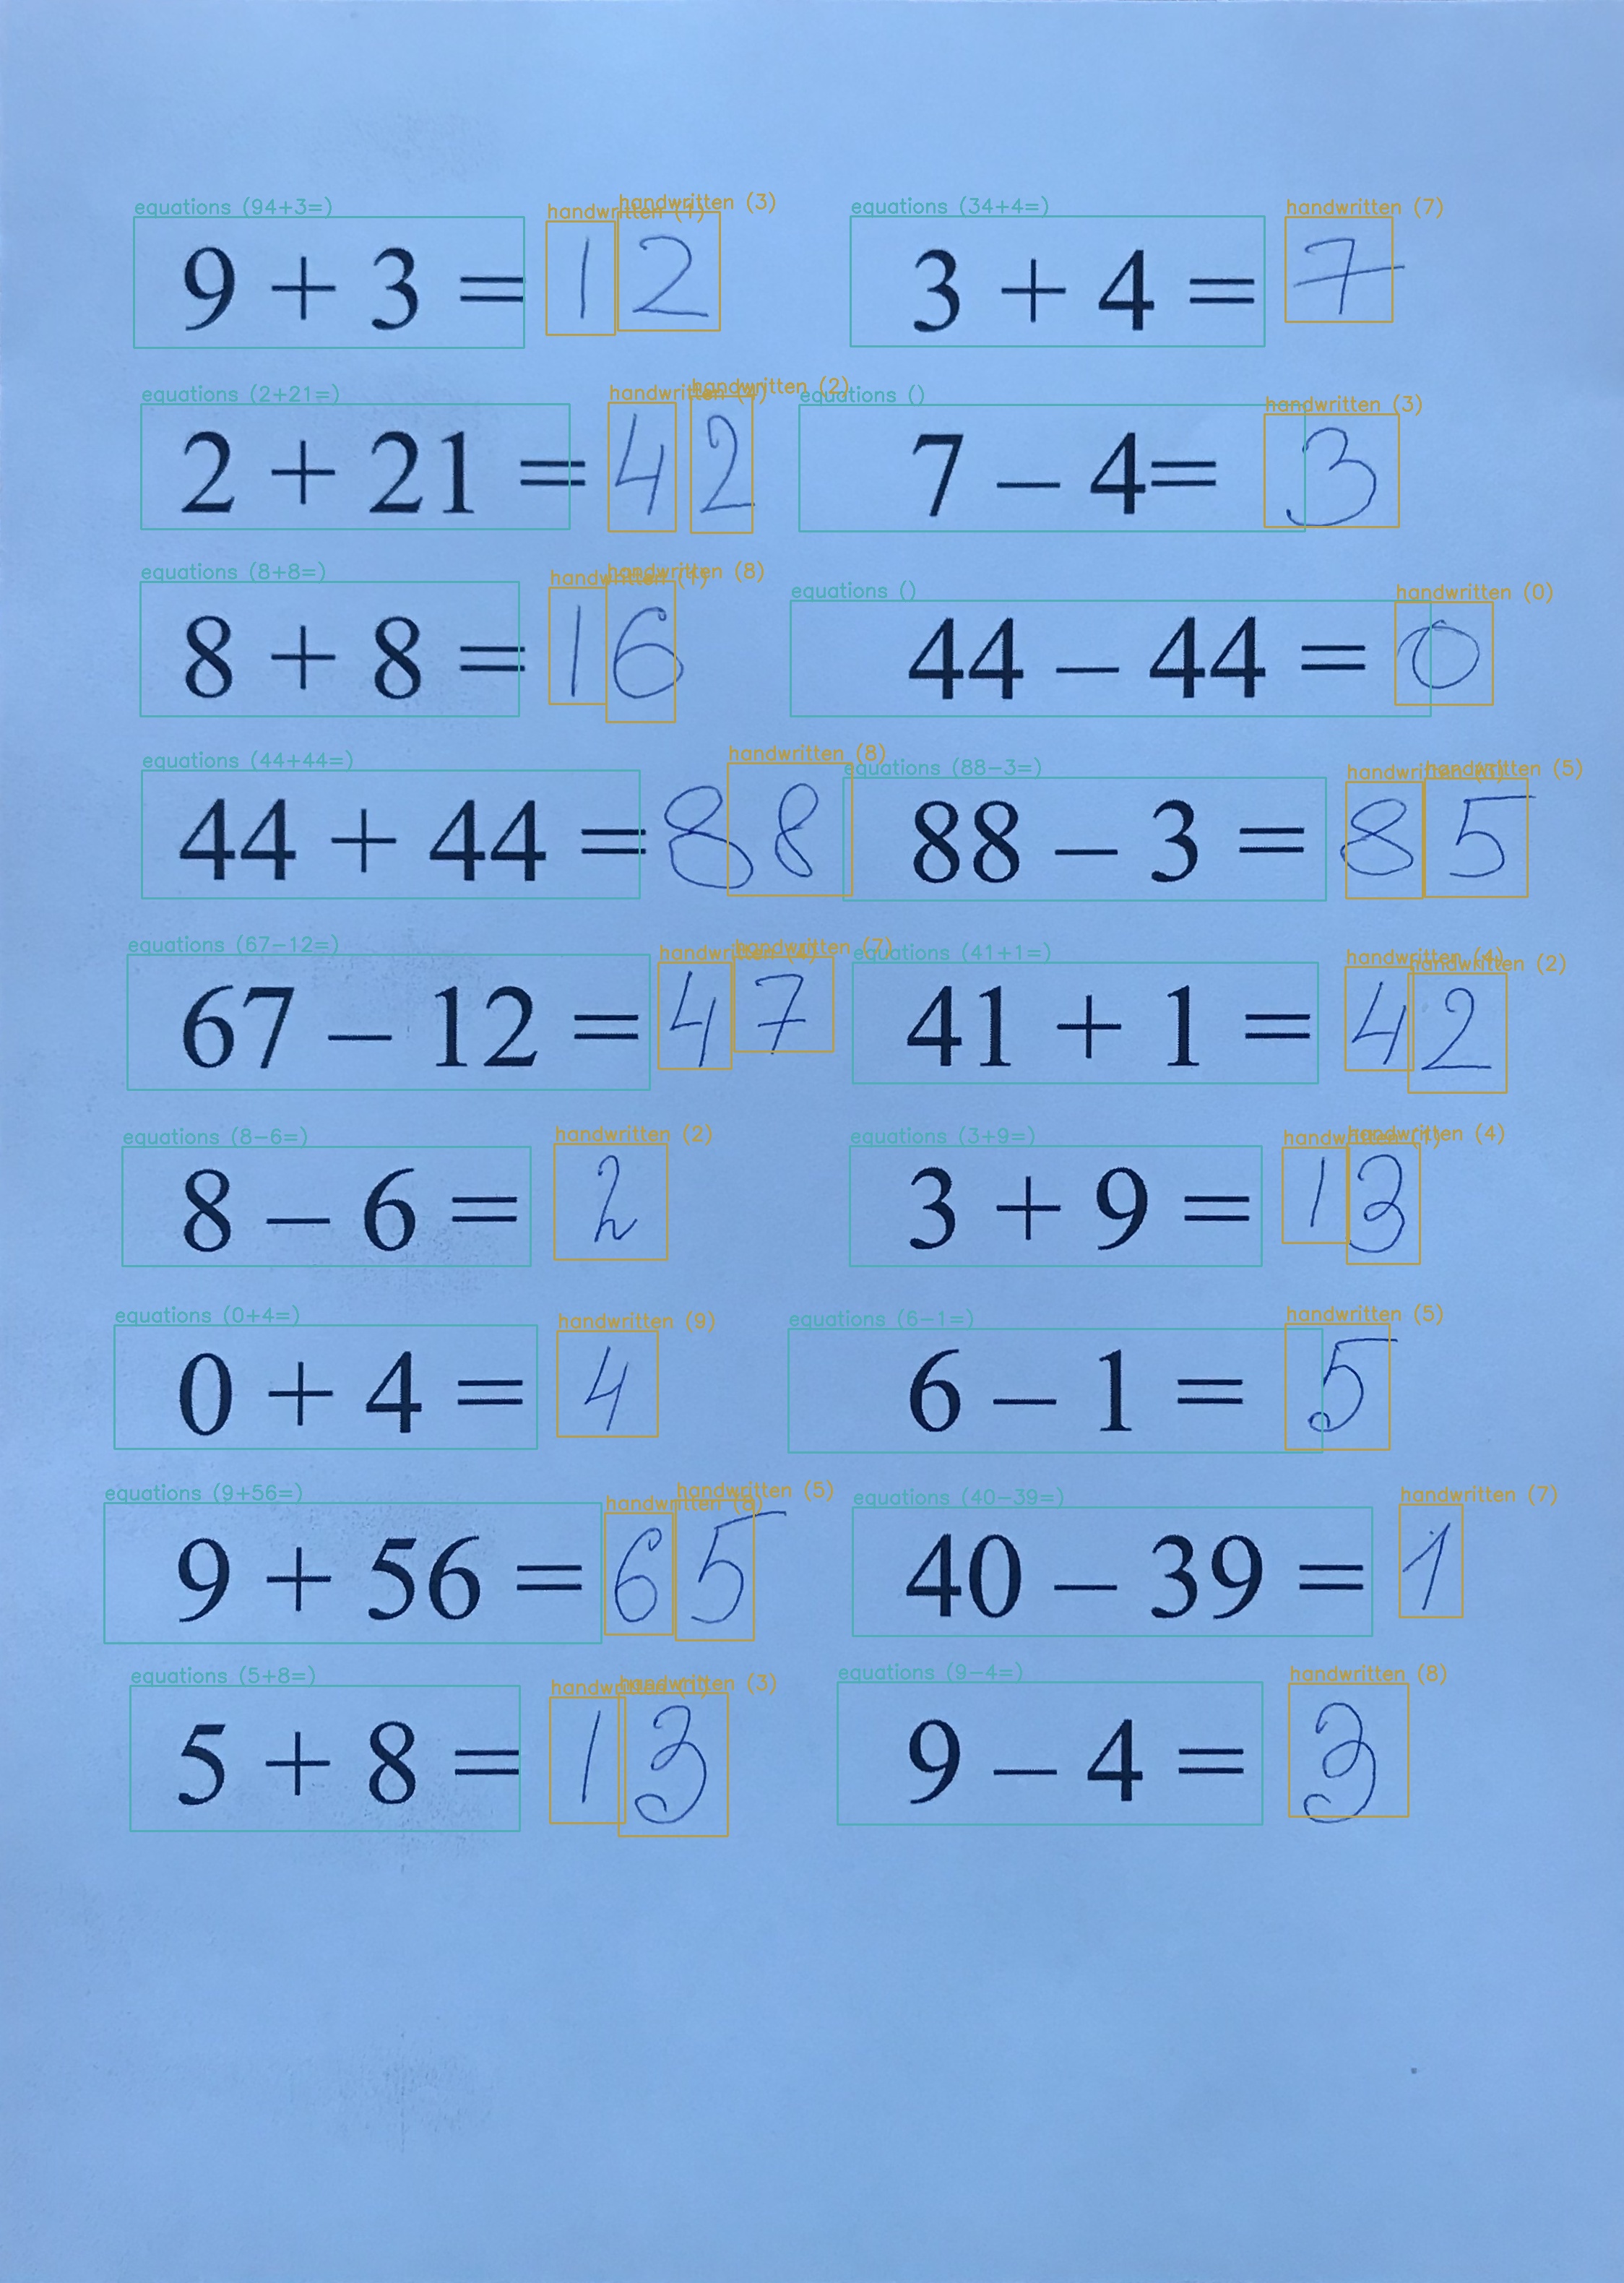 equations (94+3=) handwritten (1) handwritten (3) equations (34+4=) handwritten (7)
9 + 3 = 12 3 + 4 = 7
equations (2+21=) handwritten (4) handwritten (2) equations () handwritten (3)
2 + 21 = 42 7 – 4= 3
equations (8+8=) handwritten (1) handwritten (8) equations () handwritten (0)
8 + 8 = 16 44 – 44 = 0
equations (44+44=) handwritten (8) equations (88-3=) handwritten handwritten (5)
44 + 44 = 88 88 – 3 = 85
equations (67-12=) handwritten (4) handwritten (7) equations (41+1=) handwritten (4) handwritten (2)
67 – 12 = 47 41 + 1 = 42
equations (8-6=) handwritten (2) equations (3+9=) handwritten (1) handwritten (4)
8 – 6 = 2 3 + 9 = 13
equations (0+4=) handwritten (9) equations (6-1=) handwritten (5)
0 + 4 = 4 6 – 1 = 5
equations (9+56=) handwritten handwritten (5) equations (40-39=) handwritten (7)
9 + 56 = 65 40 – 39 = 1
equations (5+8=) handwritten handwritten (3) equations (9-4=) handwritten (8)
5 + 8 = 13 9 – 4 = 3